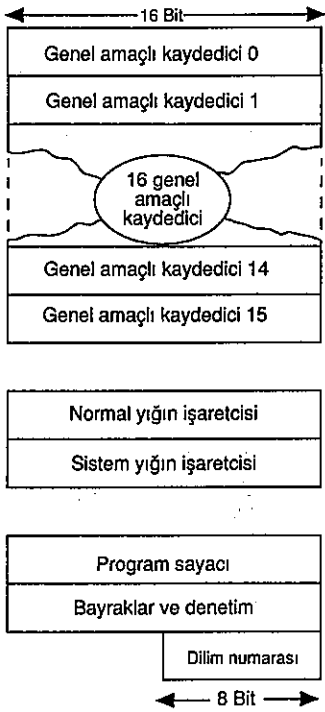 16 Bit
Genel amaçlı kaydedici 0
Genel amaçlı kaydedici 1
16 genel
amaçlı
kaydedici
Genel amaçlı kaydedici 14
Genel amaçlı kaydedici 15
Normal yığın işaretcisi
Sistem yığın işaretcisi
Program sayacı
Bayraklar ve denetim
Dilim numarası
8 Bit